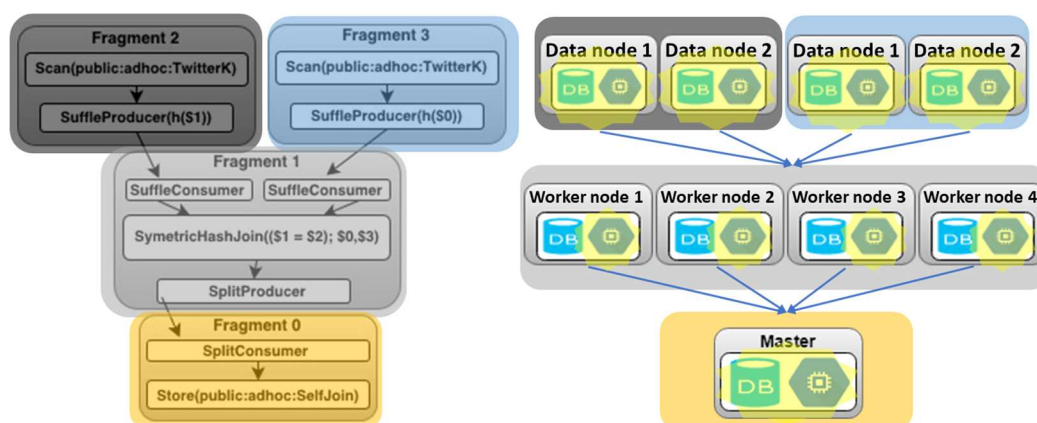 Fragment 2
Scan(public:adhoc:TwitterK)
SuffleProducer(h($1))
Fragment 3
Scan(public:adhoc:TwitterK)
SuffleProducer(h($0))
Fragment 1
SuffleConsumer
SuffleConsumer
SymetricHashJoin(($1 = $2); $0,$3)
SplitProducer
Fragment 0
SplitConsumer
Store(public:adhoc:SelfJoin)
Data node 1
Data node 2
Data node 1
Data node 2
DB
DB
DB
DB
Worker node 1
Worker node 2
Worker node 3
Worker node 4
DB
DB
DB
DB
Master
DB